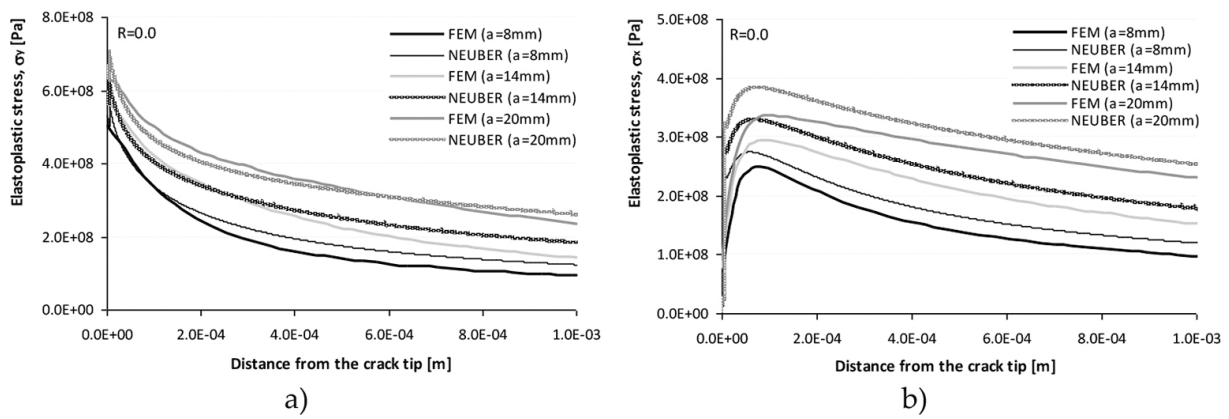 Elastoplastic stress, σy [Pa]
8.0E+08
6.0E+08
4.0E+08
2.0E+08
0.0E+00
R=0.0
FEM (a=8mm)
NEUBER (a=8mm)
FEM (a=14mm)
NEUBER (a=14mm)
FEM (a=20mm)
NEUBER (a=20mm)
0.0E+00 2.0E-04 4.0E-04 6.0E-04 8.0E-04 1.0E-03
Distance from the crack tip [m]
a)
Elastoplastic stress, σx [Pa]
5.0E+08
4.0E+08
3.0E+08
2.0E+08
1.0E+08
0.0E+00
R=0.0
FEM (a=8mm)
NEUBER (a=8mm)
FEM (a=14mm)
NEUBER (a=14mm)
FEM (a=20mm)
NEUBER (a=20mm)
0.0E+00 2.0E-04 4.0E-04 6.0E-04 8.0E-04 1.0E-03
Distance from the crack tip [m]
b)